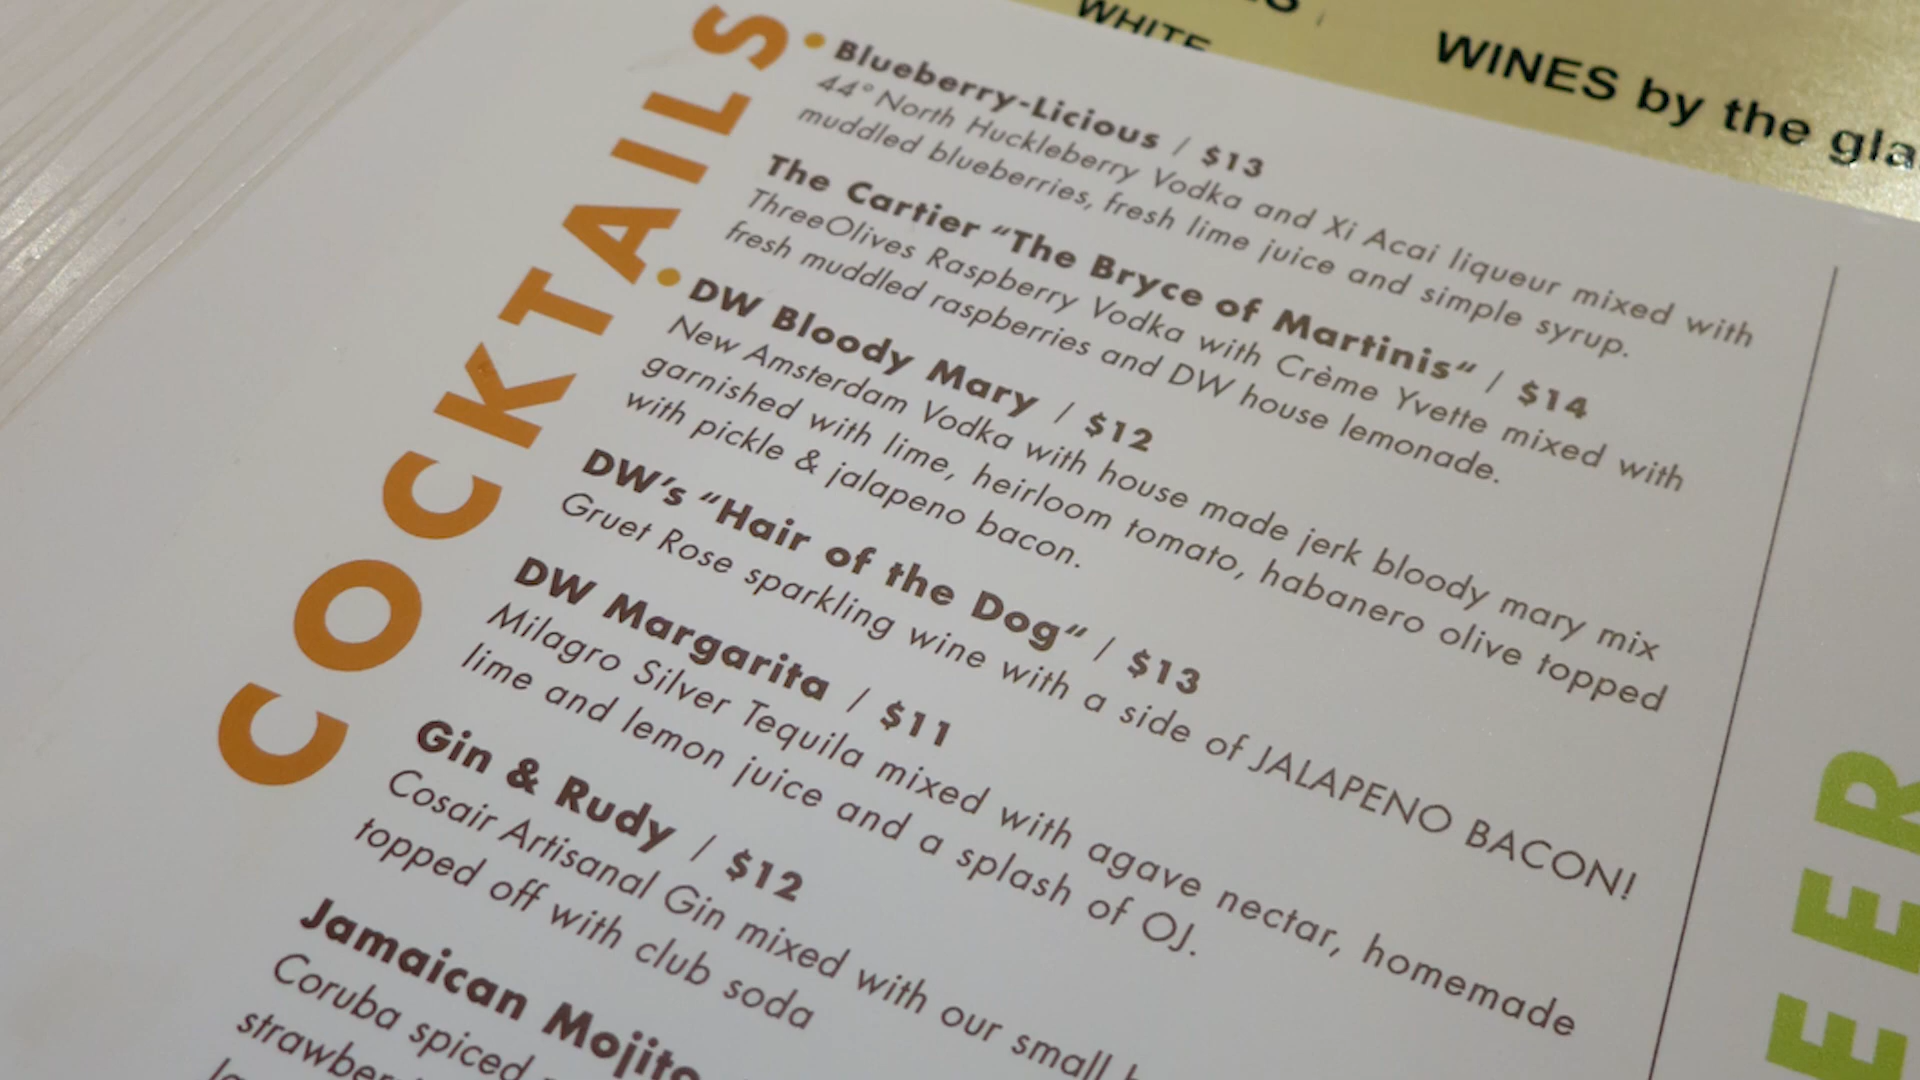 WHITE
WINES by the
COCKTAILS
Blueberry-Licious / $13
44° North Huckleberry Vodka and Xi Acai liqueur mixed with
muddled blueberries, fresh lime juice and simple syrup.
The Cartier “The Bryce of Martinis” / $14
ThreeOlives Raspberry Vodka with Crème Yvette mixed with
fresh muddled raspberries and DW house lemonade.
DW Bloody Mary / $12
New Amsterdam Vodka with house made jerk bloody mary mix
garnished with lime, heirloom tomato, habanero olive topped
with pickle & jalapeno bacon.
DW’s “Hair of the Dog” / $13
Gruet Rose sparkling wine with a side of JALAPENO BACON!
DW Margarita / $11
Milagro Silver Tequila mixed with agave nectar, homemade
lime and lemon juice and a splash of OJ.
Gin & Rudy / $12
Cosair Artisanal Gin mixed with our small
topped off with club soda
Jamaican Mojito
Coruba spiced
EER